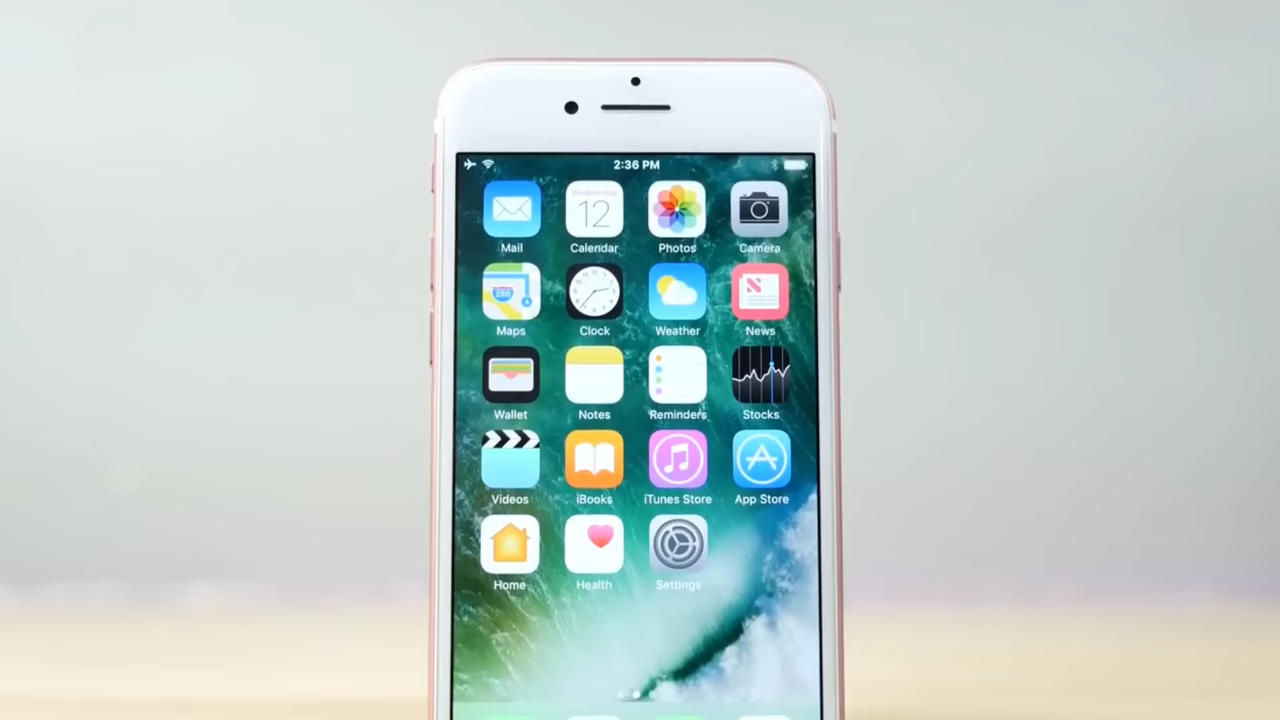 2:36 PM
Wednesday
12
Mail Calendar Photos Camera
280
N
Maps Clock Weather News
Wallet Notes Reminders Stocks
Videos iBooks iTunes Store App Store
Home Health Settings